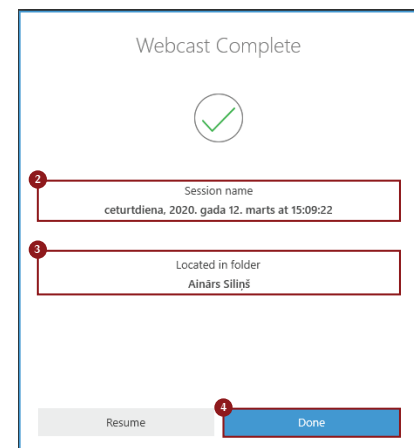 Webcast Complete
2
Session name
ceturtdiena, 2020. gada 12. marts at 15:09:22
3
Located in folder
Ainārs Siliņš
4
Resume
Done